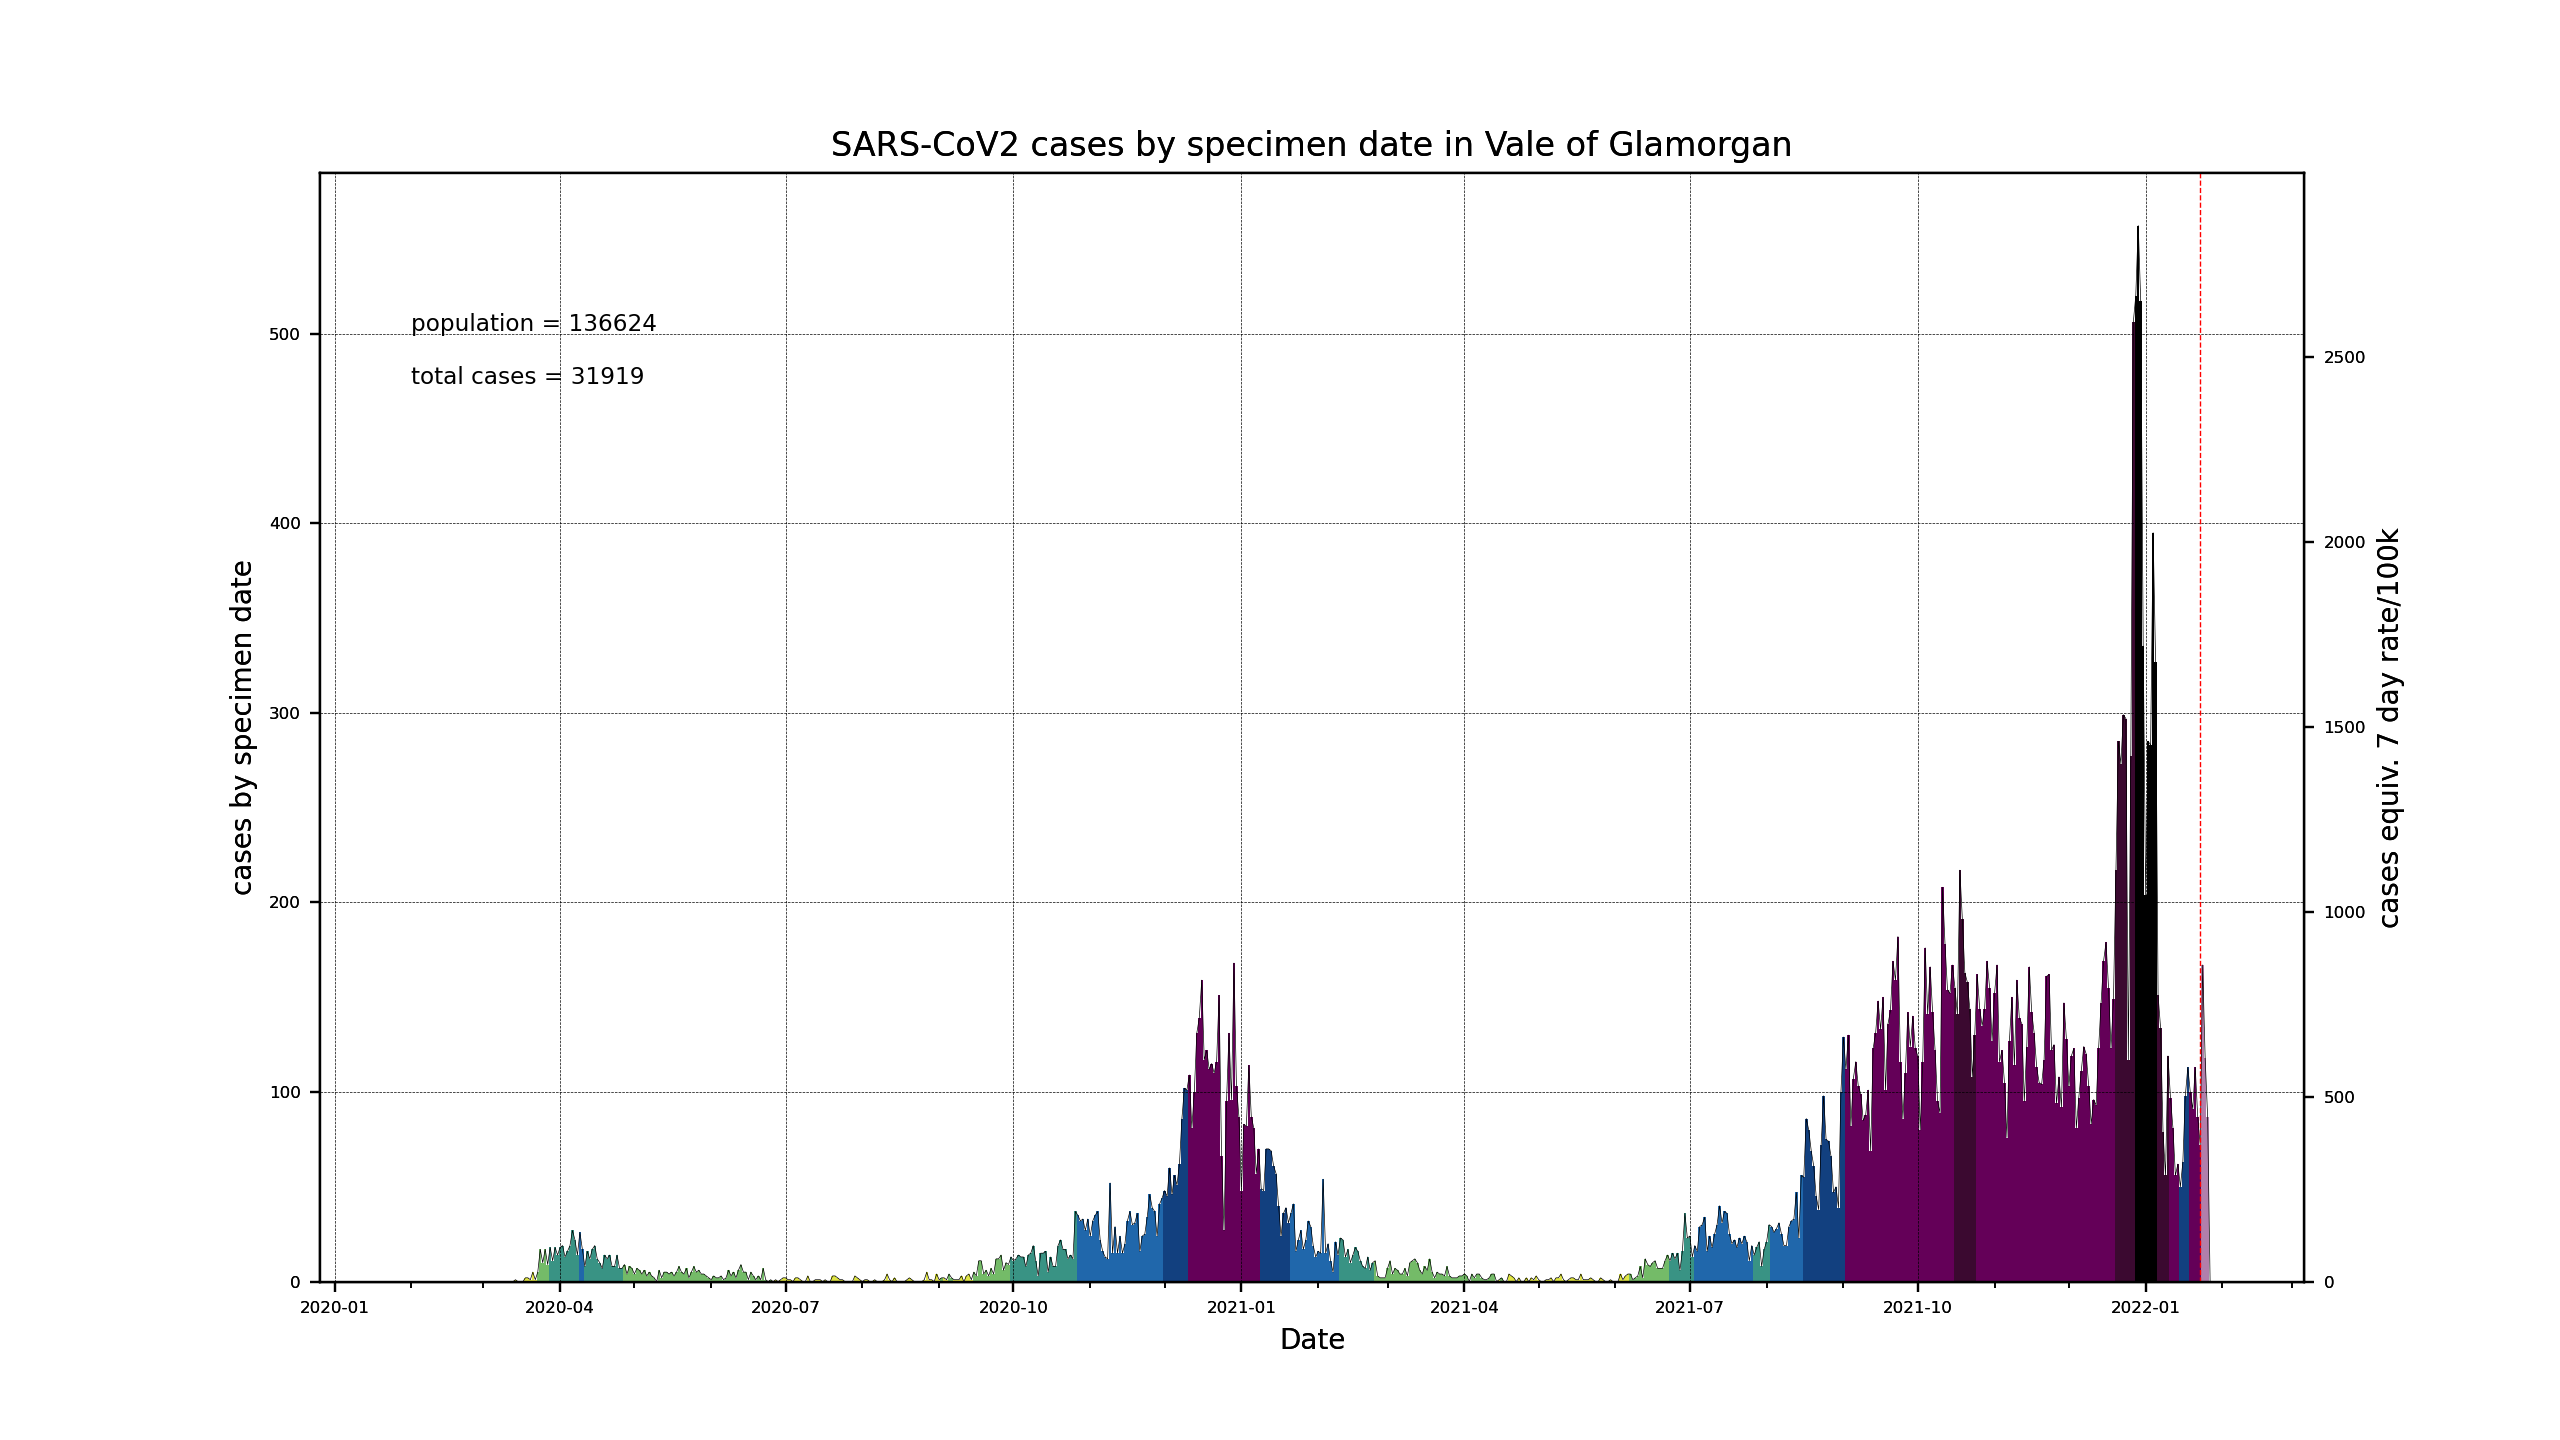 SARS-CoV2 cases by specimen date in Vale of Glamorgan
population = 136624
total cases = 31919
cases by specimen date
500
400
300
200
100
0
2500
2000
1500
1000
500
0
cases equiv. 7 day rate/100k
2020-01 2020-04 2020-07 2020-10 2021-01 2021-04 2021-07 2021-10 2022-01
Date